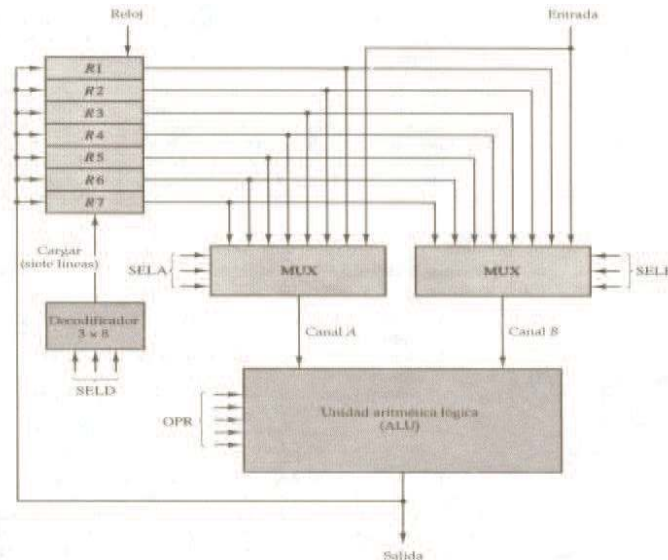 Reloj
Entrada
R1
R2
R3
R4
R5
R6
R7
Cargar
(siete líneas)
SELA
MUX
MUX
Decodificador
3 × 8
SELD
Canal A
Canal B
OPR
Unidad aritmética lógica
(ALU)
Salida